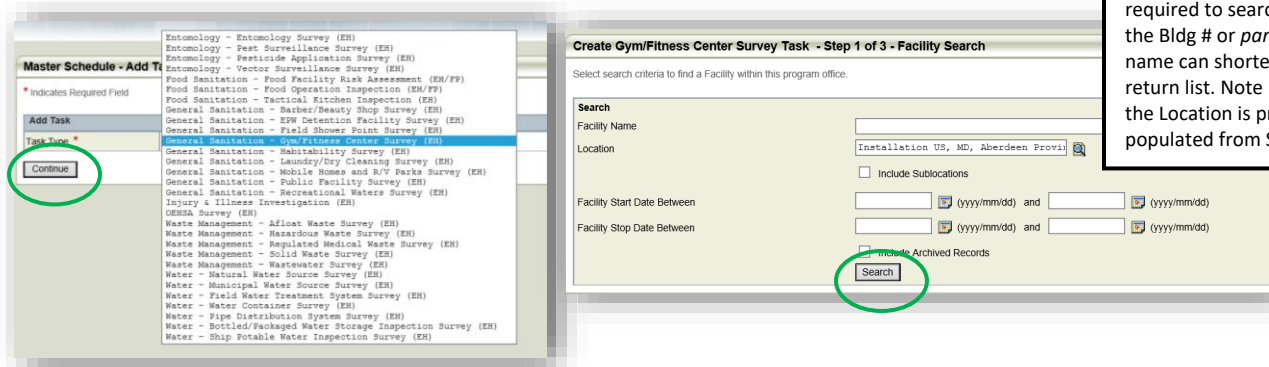 Master Schedule - Add Ta
* Indicates Required Field
Add Task
Task Type *
Continue
Entomology - Entomology Survey (EH)
Entomology - Pest Surveillance Survey (EH)
Entomology - Pesticide Application Survey (EH)
Entomology - Vector Surveillance Survey (EH)
Food Sanitation - Food Facility Risk Assessment (EH/FP)
Food Sanitation - Food Operation Inspection (EH/FP)
Food Sanitation - Tactical Kitchen Inspection (EH)
General Sanitation - Barber/Beauty Shop Survey (EH)
General Sanitation - EPW Detention Facility Survey (EH)
General Sanitation - Field Shower Point Survey (EH)
General Sanitation - Gym/Fitness Center Survey (EH)
General Sanitation - Habitability Survey (EH)
General Sanitation - Laundry/Dry Cleaning Survey (EH)
General Sanitation - Mobile Homes and R/V Parks Survey (EH)
General Sanitation - Public Facility Survey (EH)
General Sanitation - Recreational Waters Survey (EH)
Injury & Illness Investigation (EH)
OEHSA Survey (EH)
Waste Management - Afloat Waste Survey (EH)
Waste Management - Hazardous Waste Survey (EH)
Waste Management - Regulated Medical Waste Survey (EH)
Waste Management - Solid Waste Survey (EH)
Waste Management - Wastewater Survey (EH)
Water - Natural Water Source Survey (EH)
Water - Municipal Water Source Survey (EH)
Water - Field Water Treatment System Survey (EH)
Water - Water Container Survey (EH)
Water - Pipe Distribution System Survey (EH)
Water - Bottled/Packaged Water Storage Inspection Survey (EH)
Water - Ship Potable Water Inspection Survey (EH)
Create Gym/Fitness Center Survey Task - Step 1 of 3 - Facility Search
Select search criteria to find a Facility within this program office.
Search
Facility Name
Location Installation US, MD, Aberdeen Provi
Include Sublocations
Facility Start Date Between (yyyy/mm/dd) and (yyyy/mm/dd)
Facility Stop Date Between (yyyy/mm/dd) and (yyyy/mm/dd)
Include Archived Records
Search
required to searc
the Bldg # or par
name can shorte
return list. Note
the Location is pr
populated from S